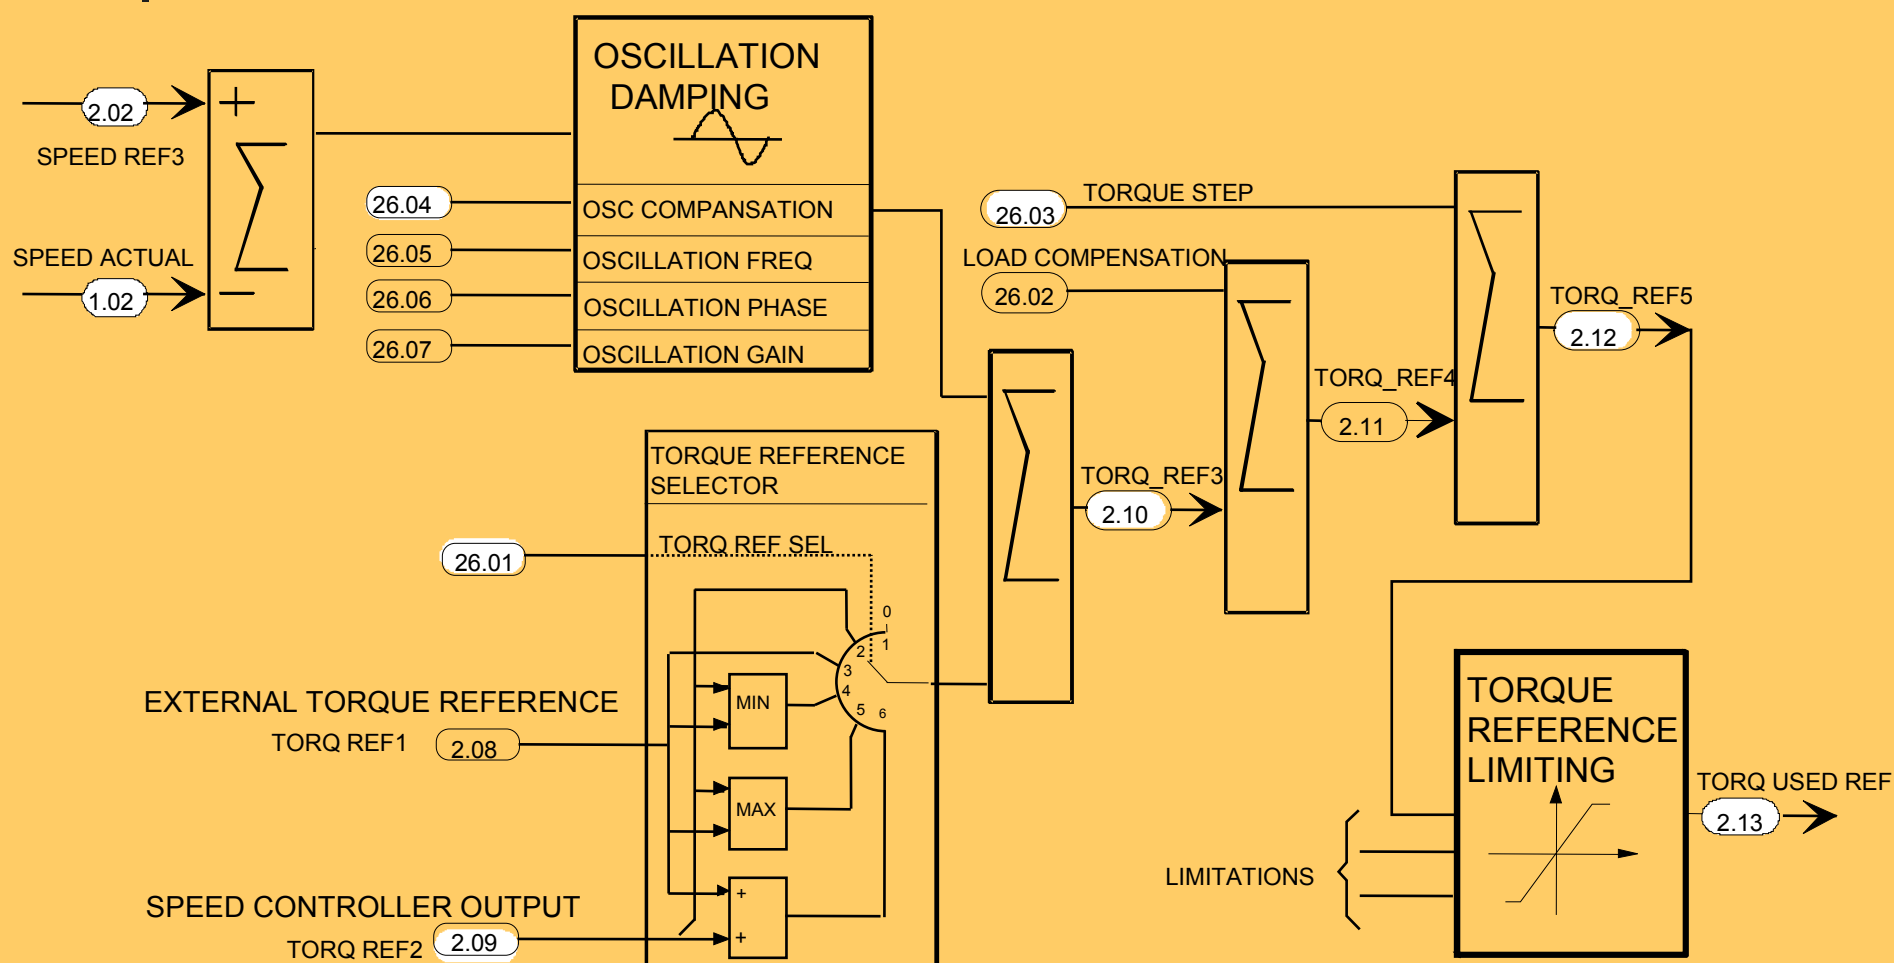 OSCILLATION
DAMPING
2.02
+
SPEED REF3
26.04
OSC COMPANSATION
26.05
OSCILLATION FREQ
26.06
OSCILLATION PHASE
26.07
OSCILLATION GAIN
SPEED ACTUAL
1.02
−
26.03
TORQUE STEP
LOAD COMPENSATION
26.02
TORQ_REF5
2.12
TORQ_REF4
2.11
TORQ_REF3
2.10
TORQUE REFERENCE
SELECTOR
26.01
TORQ REF SEL
0
1
2
3
4
5
6
MIN
EXTERNAL TORQUE REFERENCE
TORQ REF1
2.08
MAX
+
+
SPEED CONTROLLER OUTPUT
TORQ REF2
2.09
TORQUE
REFERENCE
LIMITING
LIMITATIONS
TORQ USED REF
2.13